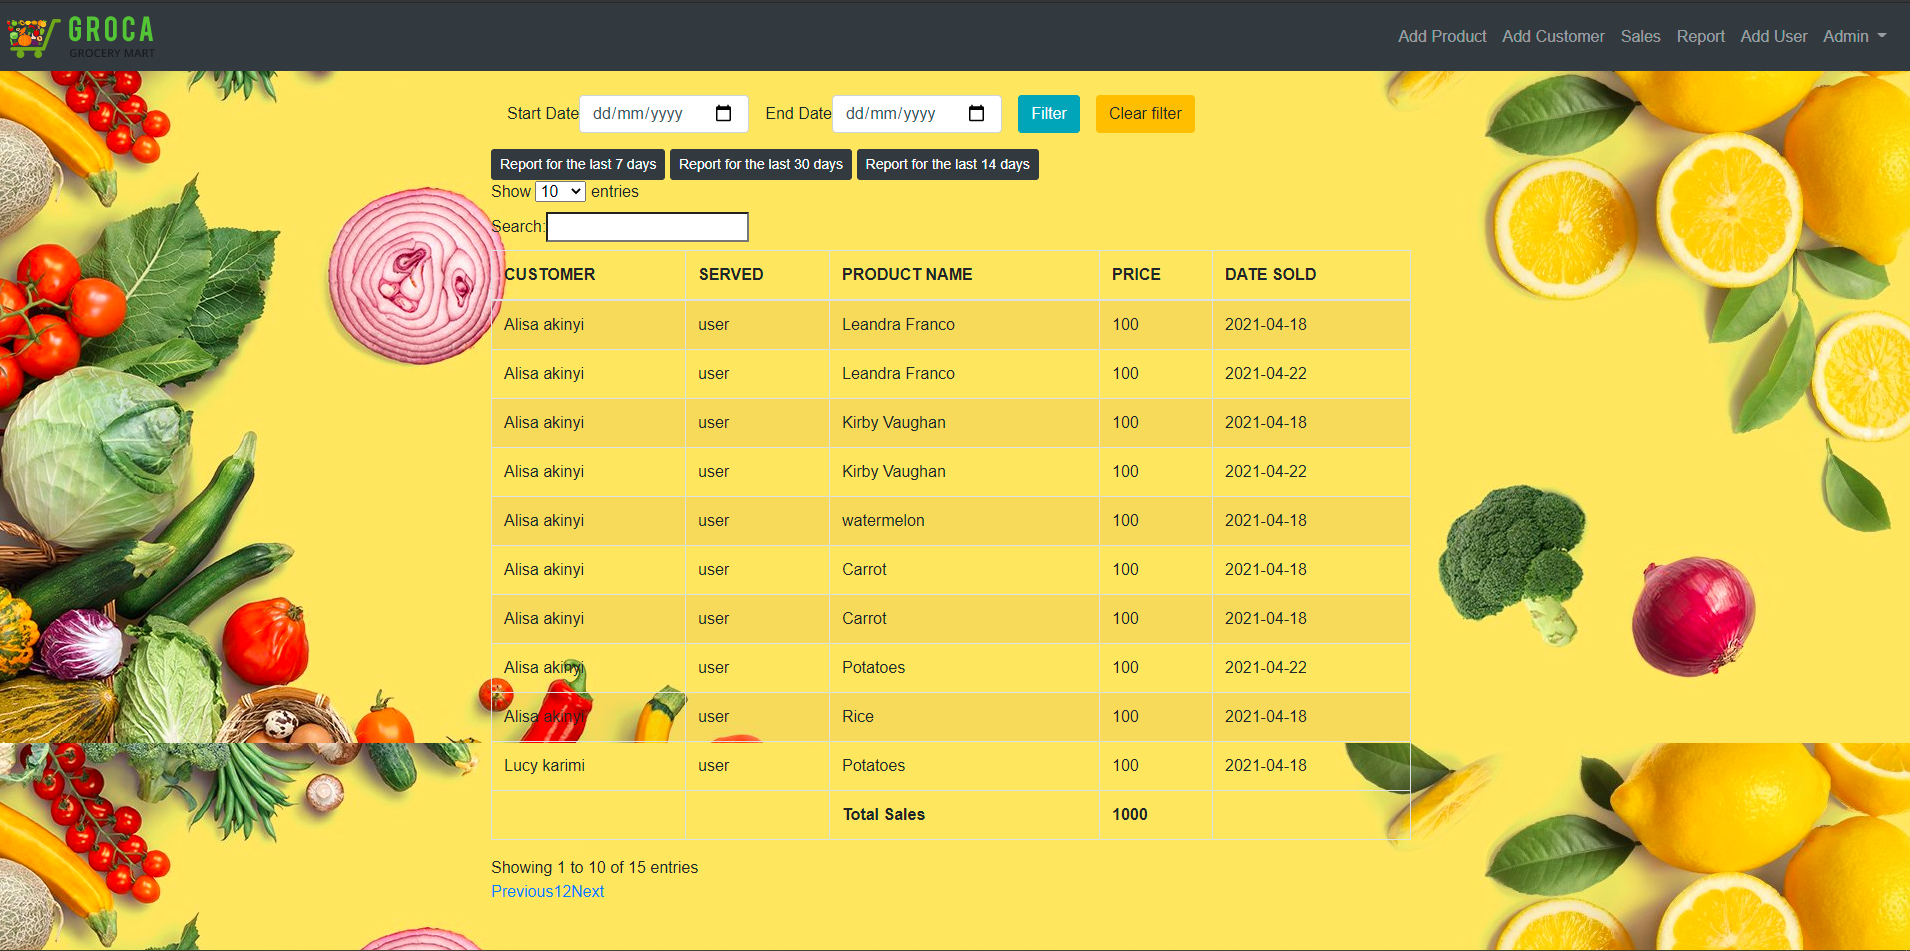 GROCA
GROCERY MART
Add Product Add Customer Sales Report Add User Admin
Start Date dd/mm/yyyy End Date dd/mm/yyyy Filter Clear filter
Report for the last 7 days Report for the last 30 days Report for the last 14 days
Show 10 entries
Search:
CUSTOMER SERVED PRODUCT NAME PRICE DATE SOLD
Alisa akinyi user Leandra Franco 100 2021-04-18
Alisa akinyi user Leandra Franco 100 2021-04-22
Alisa akinyi user Kirby Vaughan 100 2021-04-18
Alisa akinyi user Kirby Vaughan 100 2021-04-22
Alisa akinyi user watermelon 100 2021-04-18
Alisa akinyi user Carrot 100 2021-04-18
Alisa akinyi user Carrot 100 2021-04-18
Alisa akinyi user Potatoes 100 2021-04-22
Alisa akinyi user Rice 100 2021-04-18
Lucy karimi user Potatoes 100 2021-04-18
Total Sales 1000
Showing 1 to 10 of 15 entries
Previous12Next